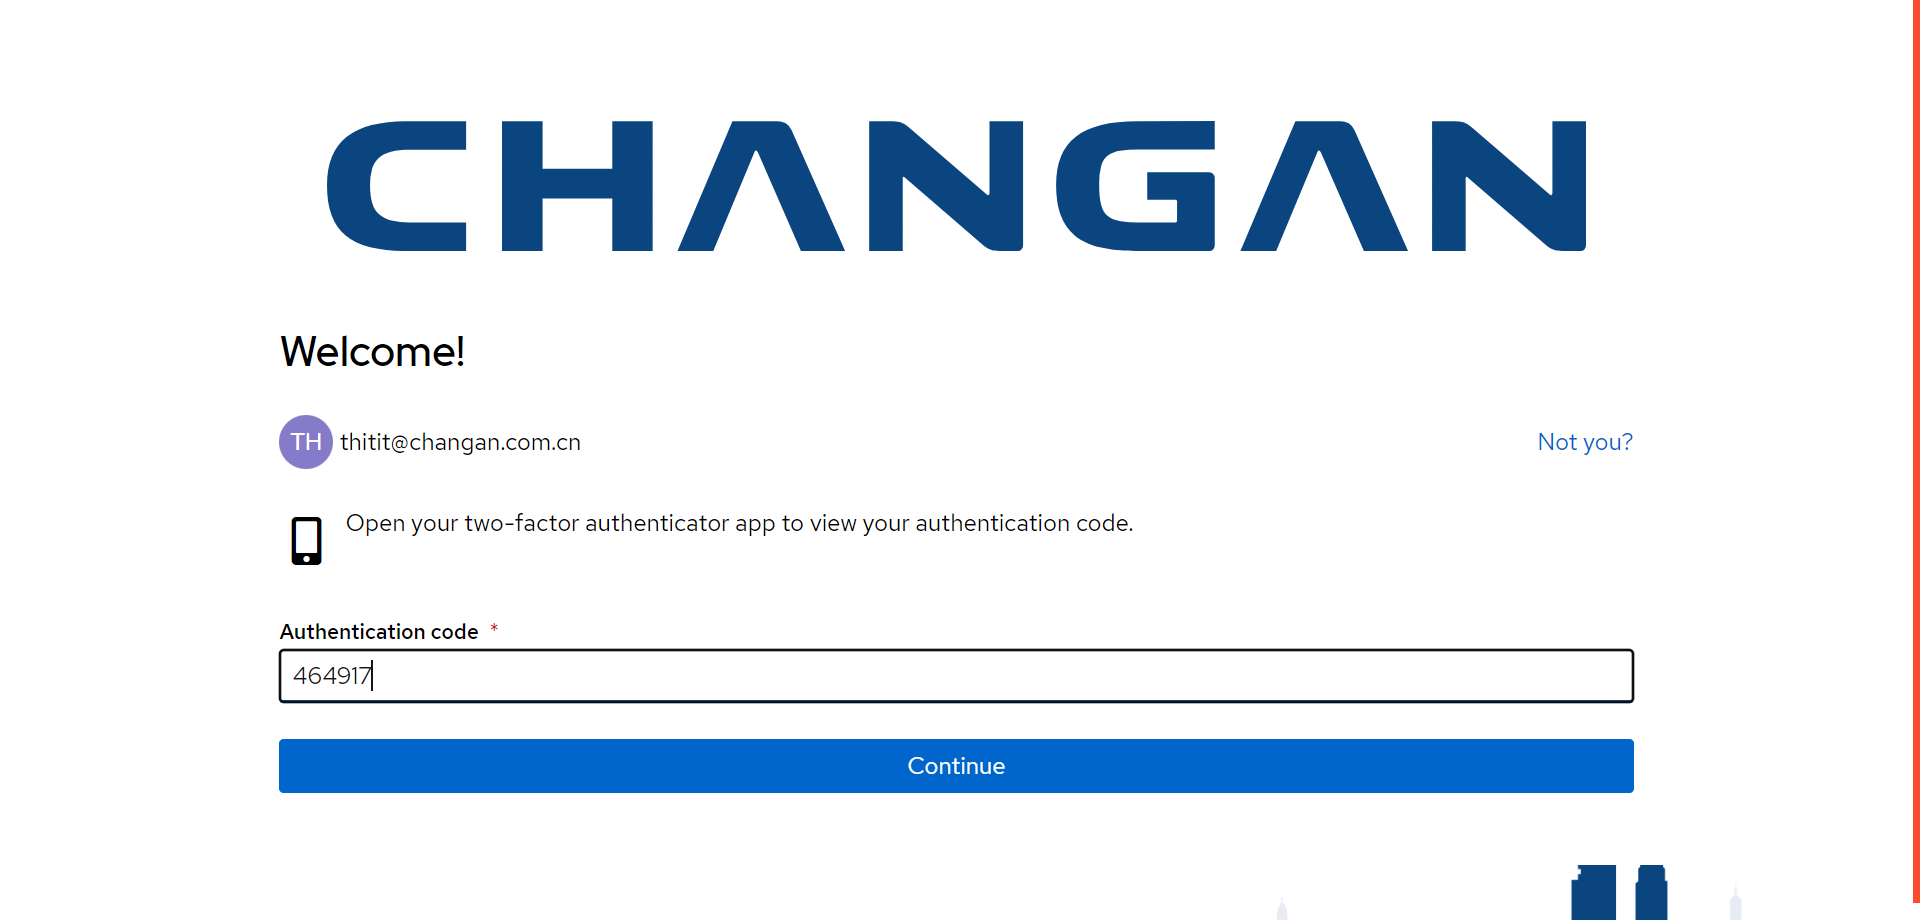 CHANGAN
Welcome!
TH thitit@changan.com.cn Not you?
Open your two-factor authenticator app to view your authentication code.
Authentication code *
464917
Continue